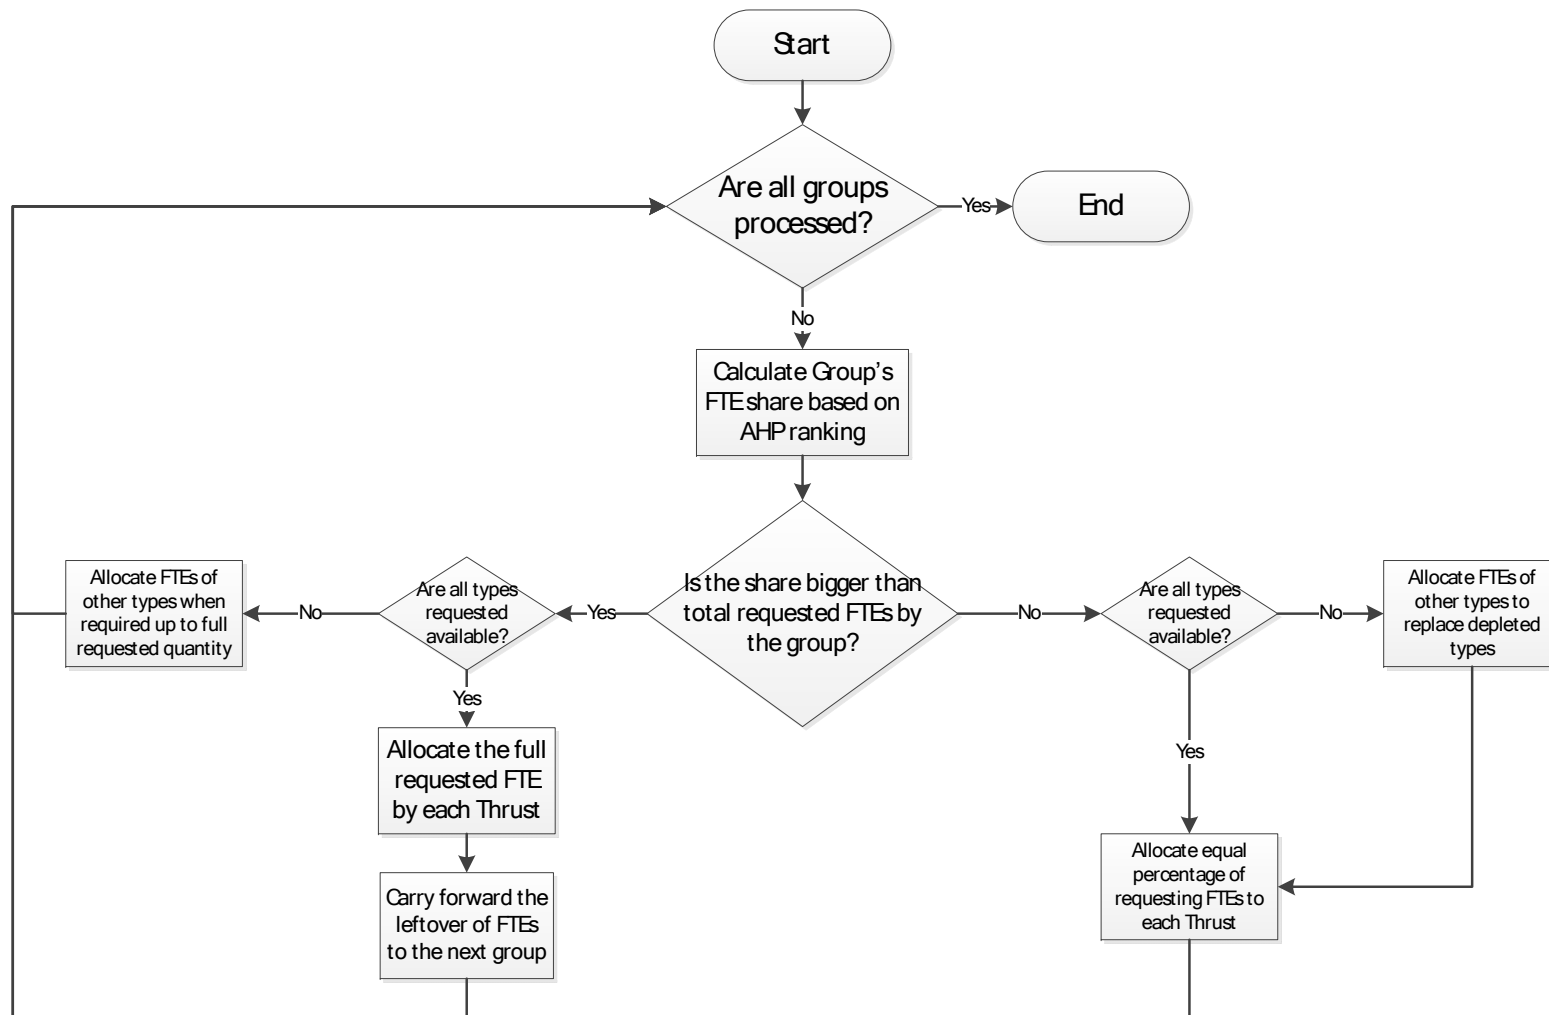 Start
Are all groups
processed?
Yes
End
No
Calculate Group's
FTE share based on
AHP ranking
Is the share bigger than
total requested FTEs by
the group?
Yes
Are all types
requested
available?
No
Allocate FTEs of
other types when
required up to full
requested quantity
Yes
Allocate the full
requested FTE
by each Thrust
Carry forward the
leftover of FTEs
to the next group
No
Are all types
requested
available?
No
Allocate FTEs of
other types to
replace depleted
types
Yes
Allocate equal
percentage of
requesting FTEs to
each Thrust